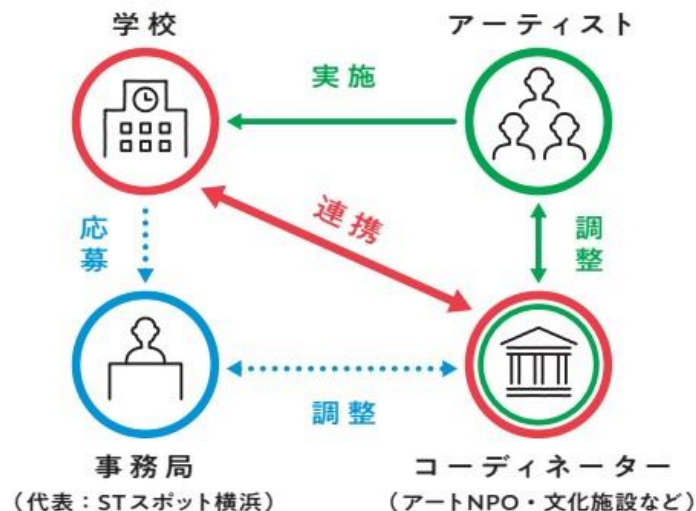 学校
アーティスト
実施
連携
応募
調整
調整
事務局
(代表:STスポット横浜)
コーディネーター
(アートNPO・文化施設など)